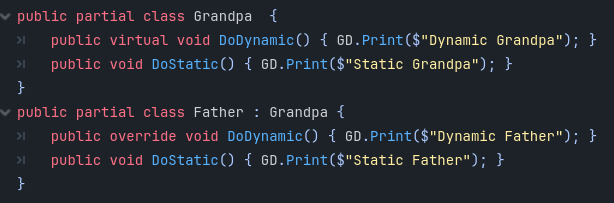 public partial class Grandpa  {
    public virtual void DoDynamic() { GD.Print($"Dynamic Grandpa"); }
    public void DoStatic() { GD.Print($"Static Grandpa"); }
}
public partial class Father : Grandpa {
    public override void DoDynamic() { GD.Print($"Dynamic Father"); }
    public void DoStatic() { GD.Print($"Static Father"); }
}